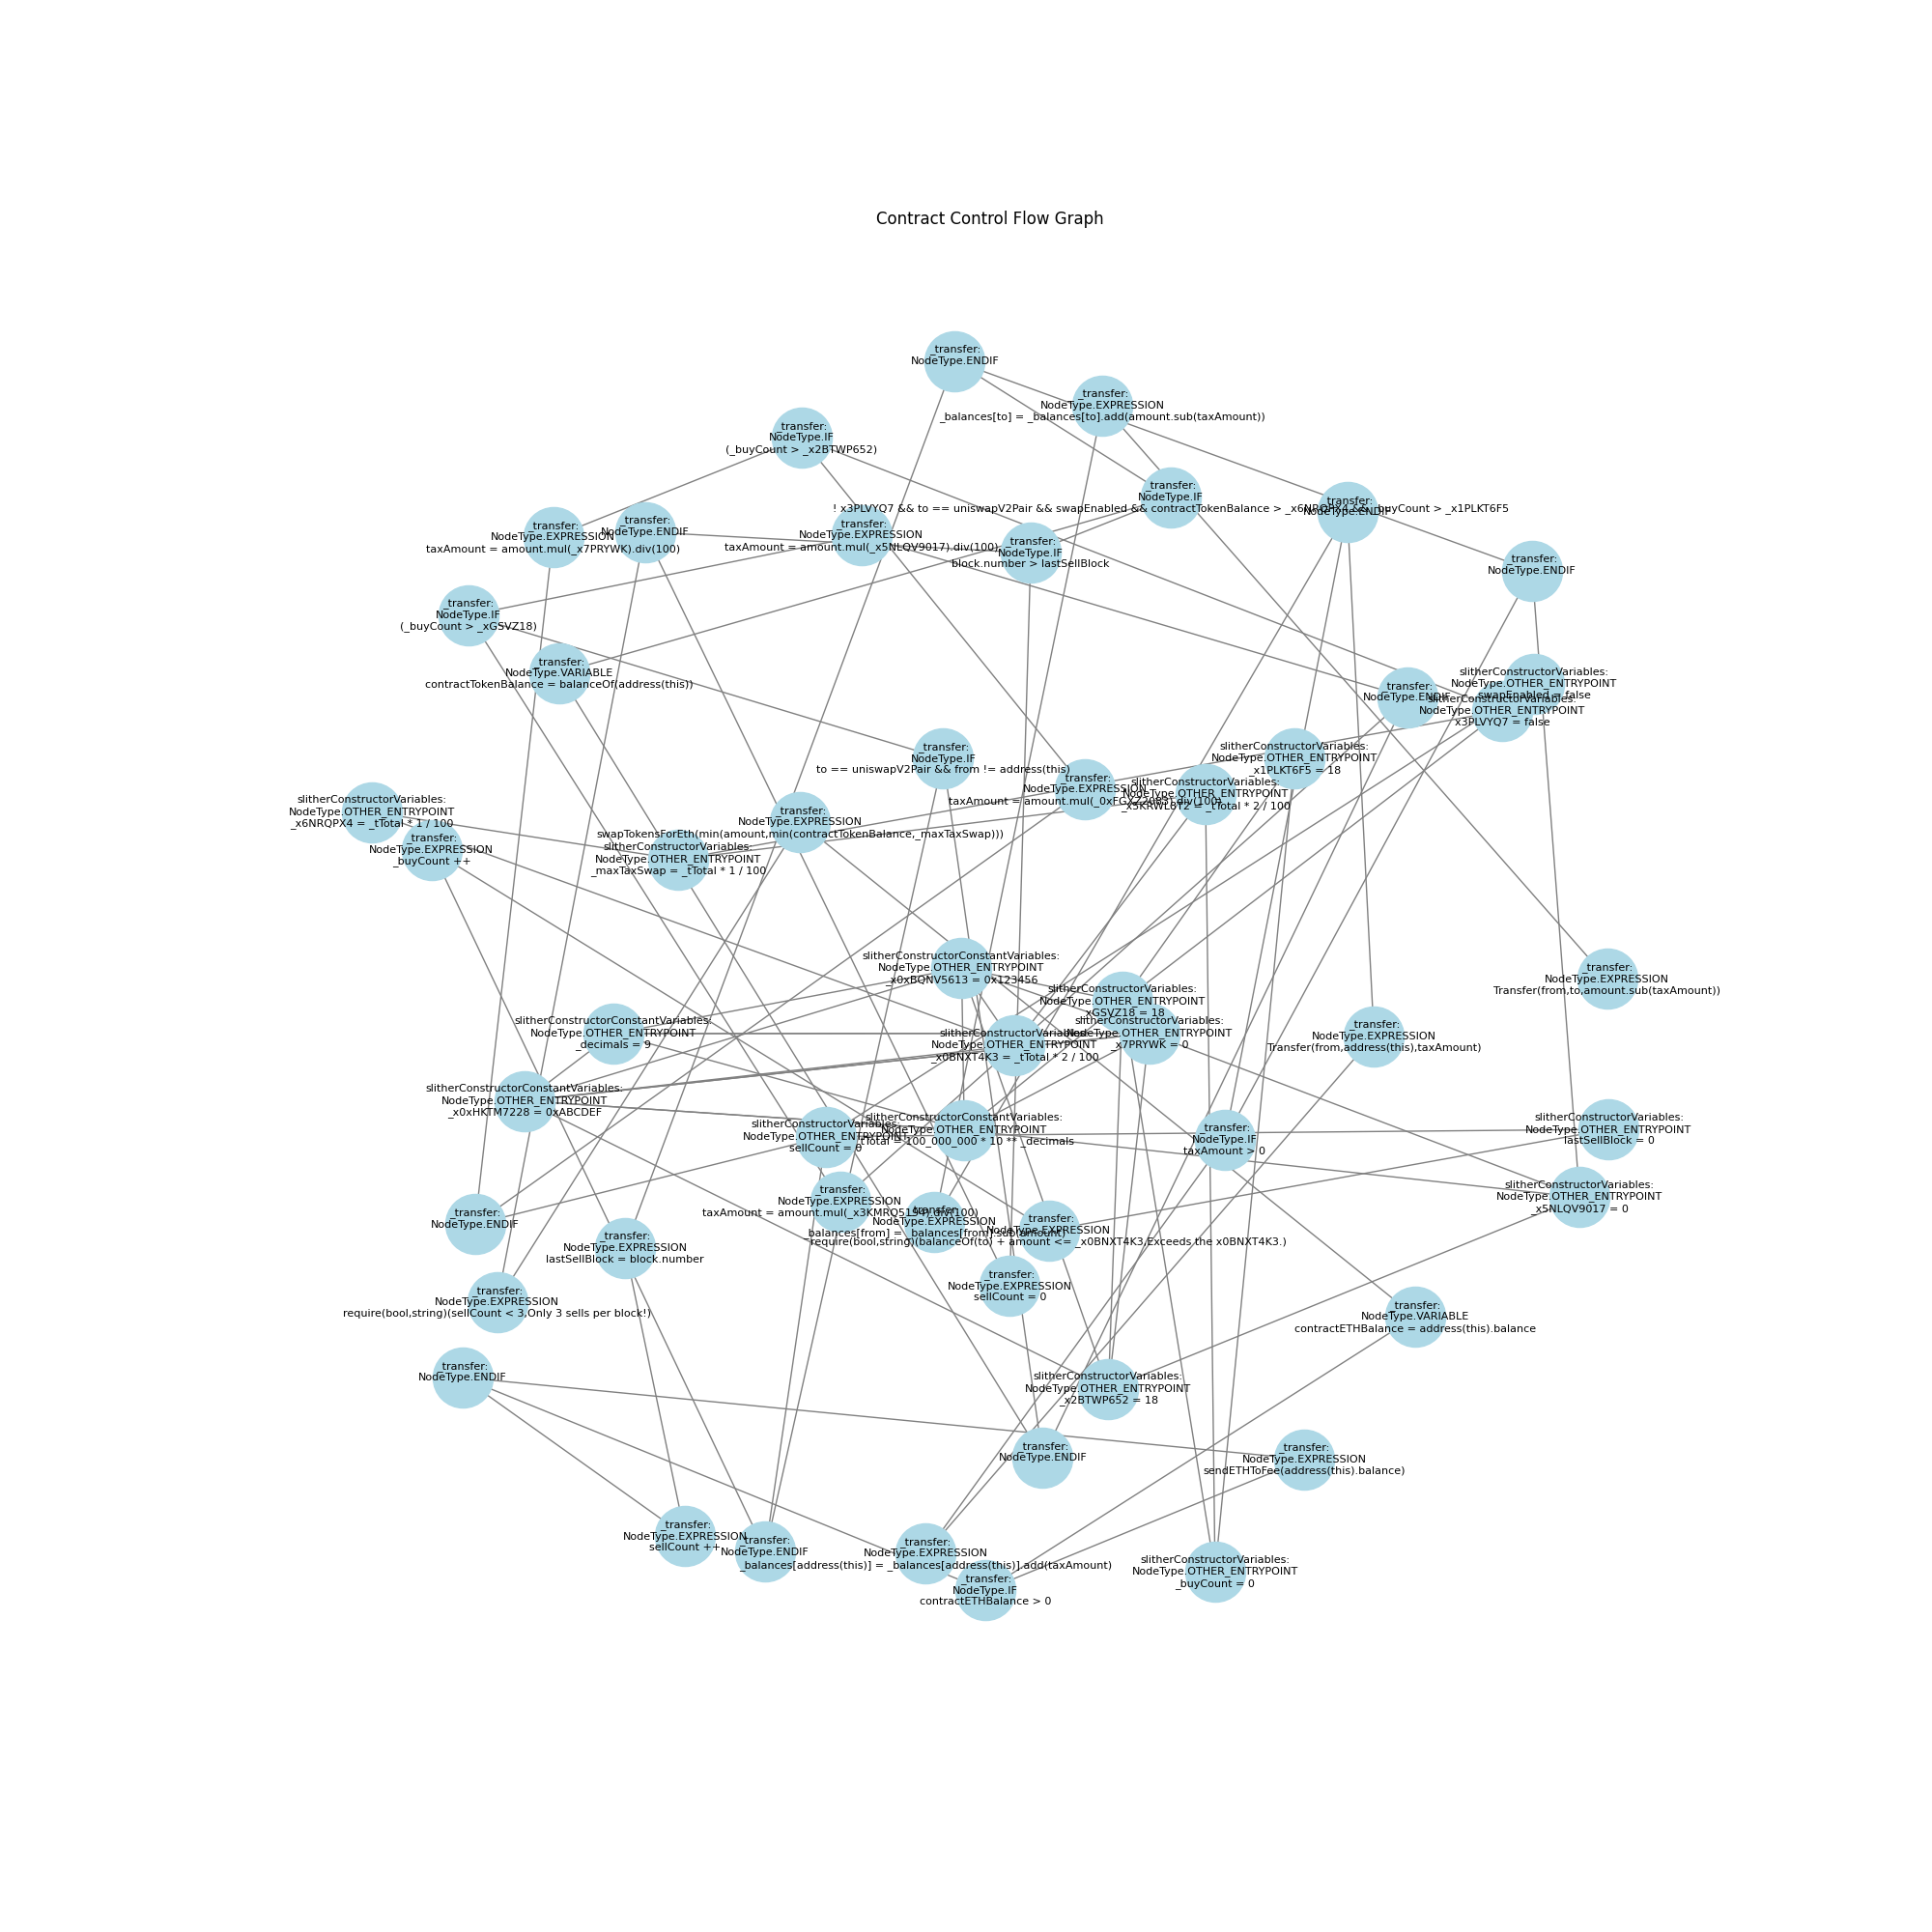 Contract Control Flow Graph
_transfer:
NodeType.ENDIF
_transfer:
NodeType.EXPRESSION
_balances[to] = _balances[to].add(amount.sub(taxAmount))
_transfer:
NodeType.IF
(_buyCount > _x2BTWP652)
_transfer:
NodeType.IF
! x3PLVYQ7 && to == uniswapV2Pair && swapEnabled && contractTokenBalance > _x6NRQPX4 && _buyCount > _x1PLKT6F5
_transfer:
NodeType.ENDIF
_transfer:
NodeType.EXPRESSION
taxAmount = amount.mul(_x7PRYWK).div(100)
_transfer:
NodeType.ENDIF
_transfer:
NodeType.EXPRESSION
taxAmount = amount.mul(_x5NLQV9017).div(100)
_transfer:
NodeType.IF
block.number > lastSellBlock
_transfer:
NodeType.ENDIF
_transfer:
NodeType.IF
(_buyCount > _xGSVZ18)
_transfer:
NodeType.VARIABLE
contractTokenBalance = balanceOf(address(this))
slitherConstructorVariables:
NodeType.OTHER_ENTRYPOINT
swapEnabled = false
_transfer:
NodeType.ENDIF
slitherConstructorVariables:
NodeType.OTHER_ENTRYPOINT
x3PLVYQ7 = false
_transfer:
NodeType.IF
to == uniswapV2Pair && from != address(this)
slitherConstructorVariables:
NodeType.OTHER_ENTRYPOINT
_x1PLKT6F5 = 18
_transfer:
NodeType.EXPRESSION
taxAmount =
slitherConstructorVariables:
NodeType.OTHER_ENTRYPOINT
_x5KRWL8T2 = _tTotal * 2 / 100
slitherConstructorVariables:
NodeType.OTHER_ENTRYPOINT
_x6NRQPX4 = _tTotal * 1 / 100
_transfer:
NodeType.EXPRESSION
_buyCount ++
_transfer:
NodeType.EXPRESSION
swapTokensForEth(min(amount,min(contractTokenBalance,_maxTaxSwap)))
slitherConstructorVariables:
NodeType.OTHER_ENTRYPOINT
_maxTaxSwap = _tTotal * 1 / 100
slitherConstructorConstantVariables:
NodeType.OTHER_ENTRYPOINT
_x0xBQNV5613 = 0x123456
_transfer:
NodeType.EXPRESSION
Transfer(from,to,amount.sub(taxAmount))
slitherConstructorVariables:
NodeType.OTHER_ENTRYPOINT
_xGSVZ18 = 18
slitherConstructorConstantVariables:
NodeType.OTHER_ENTRYPOINT
_decimals = 9
slitherConstructorVariables:
NodeType.OTHER_ENTRYPOINT
_x0BNXT4K3 = _tTotal * 2 / 100
slitherConstructorVariables:
NodeType.OTHER_ENTRYPOINT
_x7PRYWK = 0
_transfer:
NodeType.EXPRESSION
Transfer(from,address(this),taxAmount)
slitherConstructorConstantVariables:
NodeType.OTHER_ENTRYPOINT
_x0xHKTM7228 = 0xABCDEF
slitherConstructorVariables:
NodeType.OTHER_ENTRYPOINT
sellCount = 0
slitherConstructorConstantVariables:
NodeType.OTHER_ENTRYPOINT
_tTotal = 100_000_000 * 10 ** _decimals
_transfer:
NodeType.IF
taxAmount > 0
slitherConstructorVariables:
NodeType.OTHER_ENTRYPOINT
lastSellBlock = 0
slitherConstructorVariables:
NodeType.OTHER_ENTRYPOINT
_x5NLQV9017 = 0
_transfer:
NodeType.EXPRESSION
taxAmount = amount.mul(_x3KMRQ5194).div(100)
_transfer:
NodeType.EXPRESSION
_balances[from] = _balances[from].sub(amount)
_transfer:
NodeType.EXPRESSION
require(bool,string)(balanceOf(to) + amount <= _x0BNXT4K3,Exceeds the x0BNXT4K3.)
_transfer:
NodeType.ENDIF
_transfer:
NodeType.EXPRESSION
lastSellBlock = block.number
_transfer:
NodeType.EXPRESSION
sellCount = 0
_transfer:
NodeType.EXPRESSION
require(bool,string)(sellCount < 3,Only 3 sells per block!)
_transfer:
NodeType.VARIABLE
contractETHBalance = address(this).balance
_transfer:
NodeType.ENDIF
slitherConstructorVariables:
NodeType.OTHER_ENTRYPOINT
_x2BTWP652 = 18
_transfer:
NodeType.ENDIF
_transfer:
NodeType.EXPRESSION
sendETHToFee(address(this).balance)
_transfer:
NodeType.EXPRESSION
sellCount ++
_transfer:
NodeType.ENDIF
_transfer:
NodeType.EXPRESSION
_balances[address(this)] = _balances[address(this)].add(taxAmount)
_transfer:
NodeType.IF
contractETHBalance > 0
slitherConstructorVariables:
NodeType.OTHER_ENTRYPOINT
_buyCount = 0